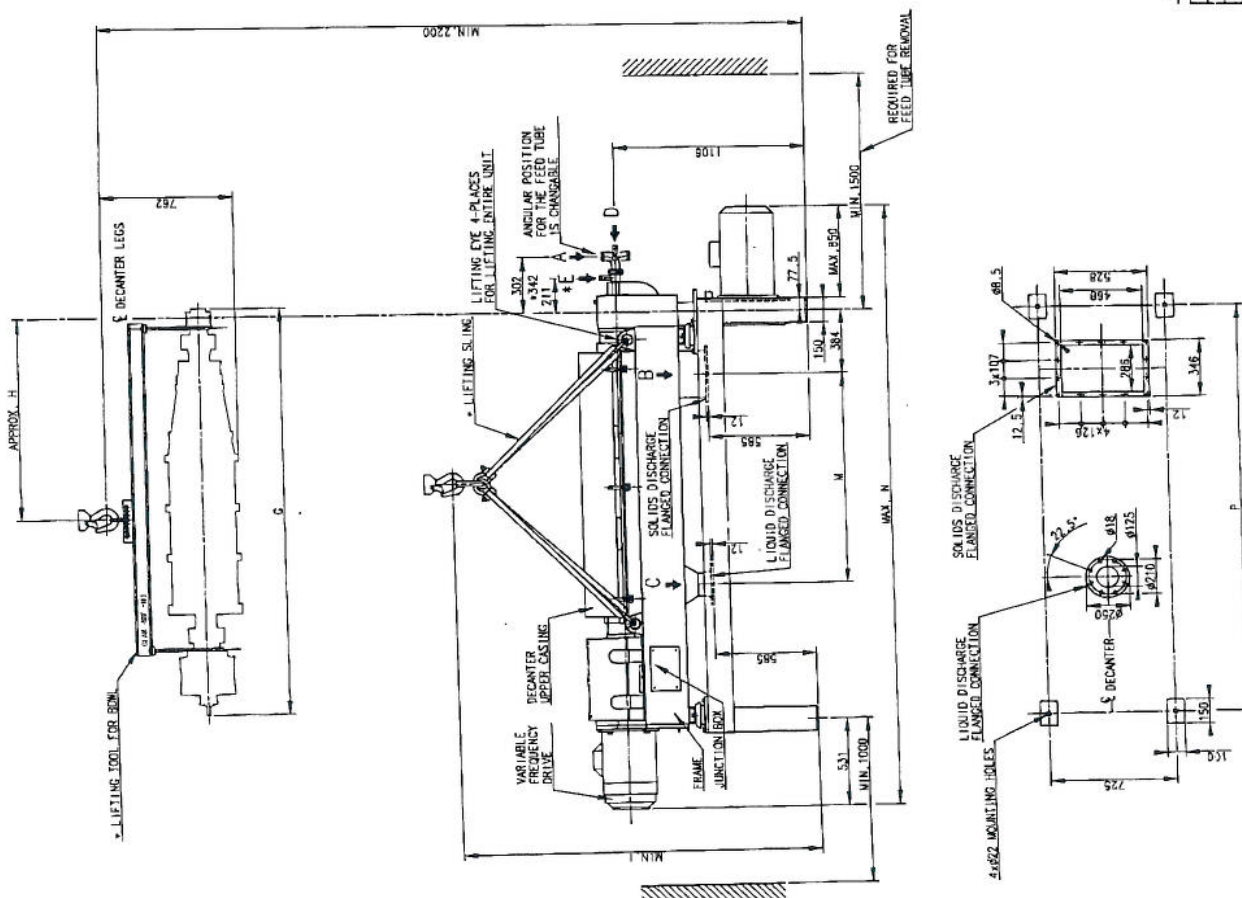 APPROX. H
* LIFTING TOOL FOR BOWL
℄ DECANTER LEGS
762
G
MIN.2200
LIFTING EYE 4-PLACES
FOR LIFTING ENTIRE UNIT
ANGULAR POSITION
FOR THE FEED TUBE
IS CHANGABLE
* LIFTING SLING
302
*342
211
A
*E
D
1106
REQUIRED FOR
FEED TUBE REMOVAL
MIN.1500
MAX.850
77.5
150
384
B
12
585
SOLIDS DISCHARGE
FLANGED CONNECTION
M
C
12
LIQUID DISCHARGE
FLANGED CONNECTION
MAX. N
DECANTER
UPPER CASING
VARIABLE
FREQUENCY
DRIVE
FRAME
JUNCTION BOX
585
531
MIN.1000
MIN.I
SOLIDS DISCHARGE
FLANGED CONNECTION
ø8.5
3x107
12.5
4x126
528
468
286
346
12
LIQUID DISCHARGE
FLANGED CONNECTION
22.5°
ø18
ø125
ø210
ø250
℄ DECANTER
4xø22 MOUNTING HOLES
725
150
100
P